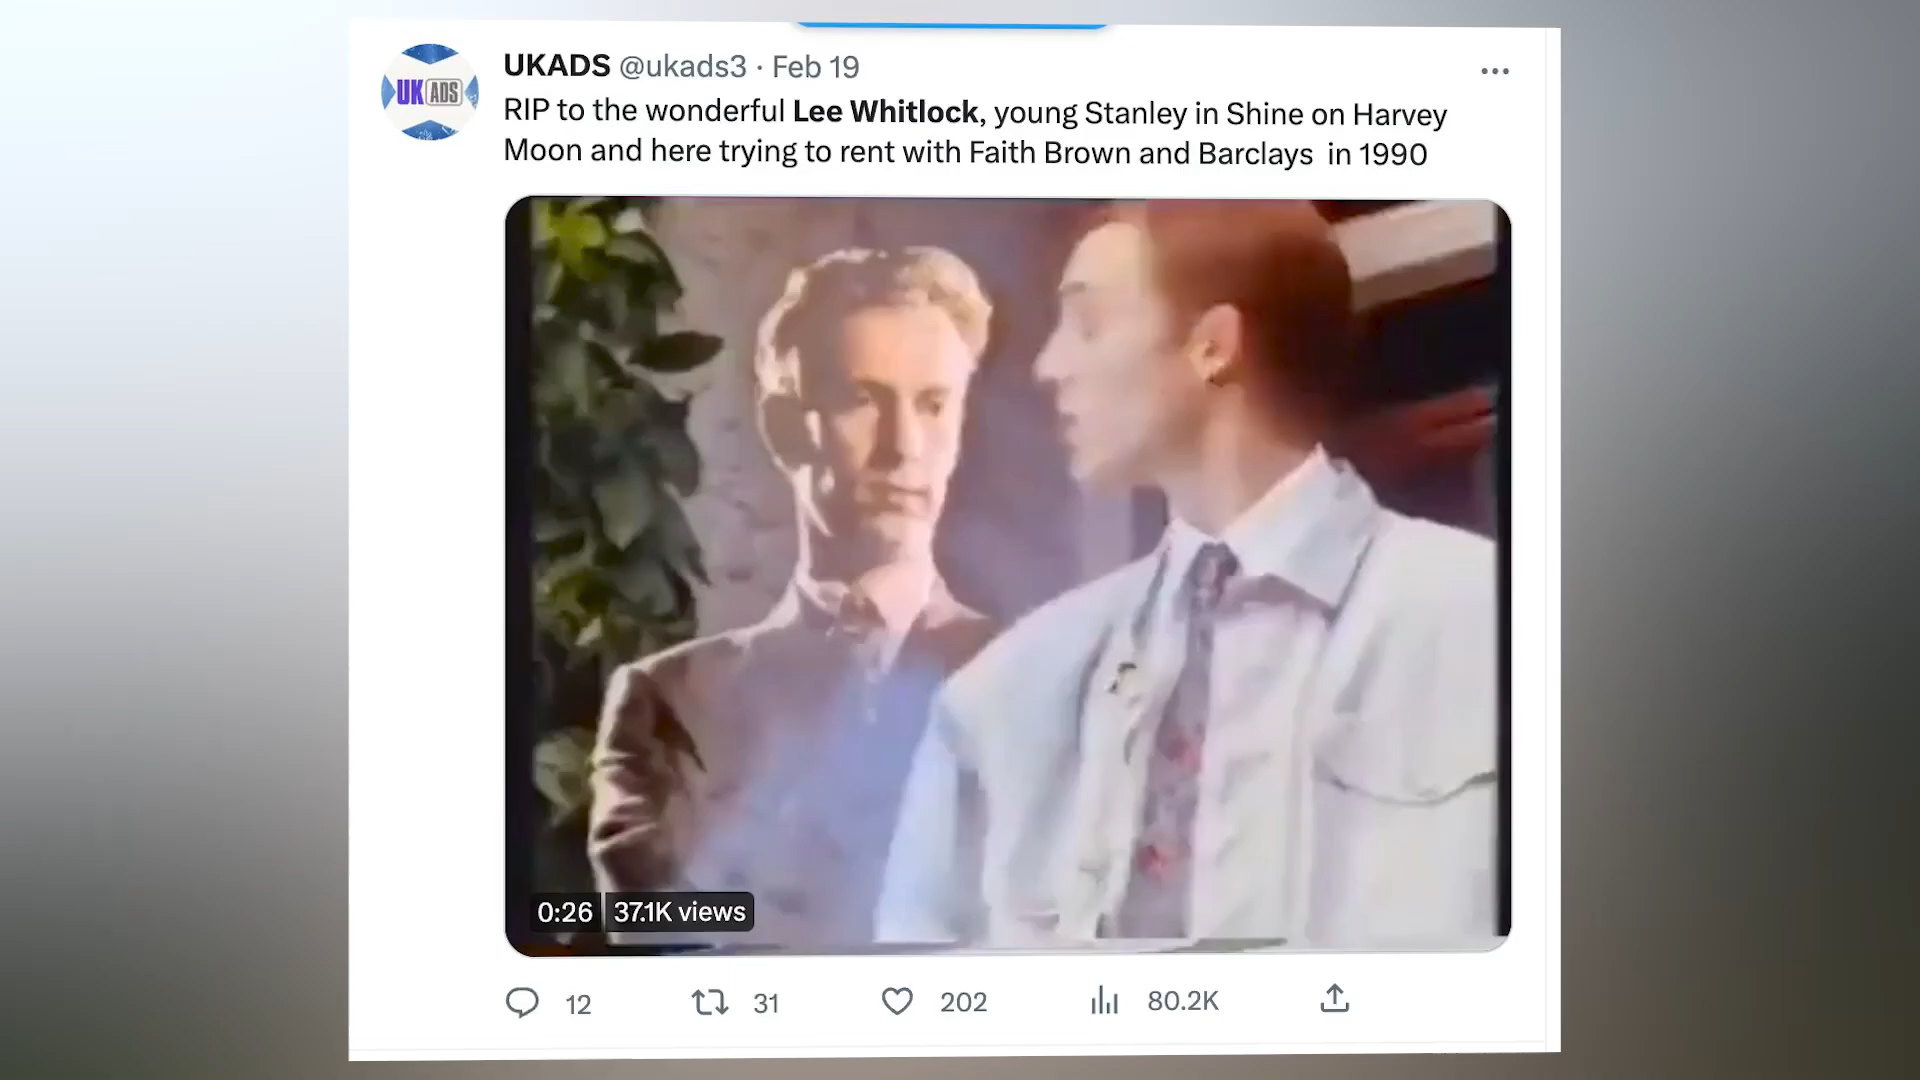 UKADS @ukads3 · Feb 19
UK ADS
RIP to the wonderful Lee Whitlock, young Stanley in Shine on Harvey
Moon and here trying to rent with Faith Brown and Barclays in 1990
0:26 37.1K views
12 31 202 80.2K